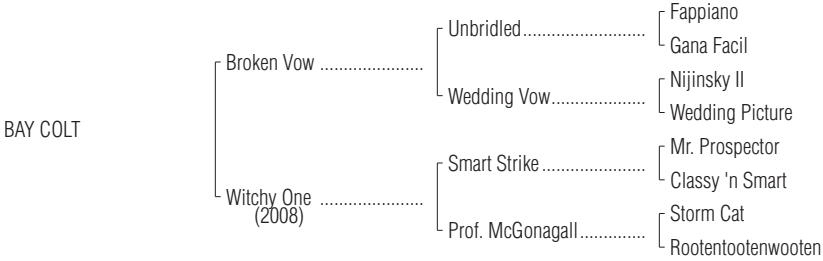 Fappiano
Unbridled..........................
Gana Facil
Broken Vow ......................
Nijinsky II
Wedding Vow....................
Wedding Picture
BAY COLT
Mr. Prospector
Smart Strike......................
Classy 'n Smart
Witchy One ......................
(2008)
Storm Cat
Prof. McGonagall..............
Rootentootenwooten